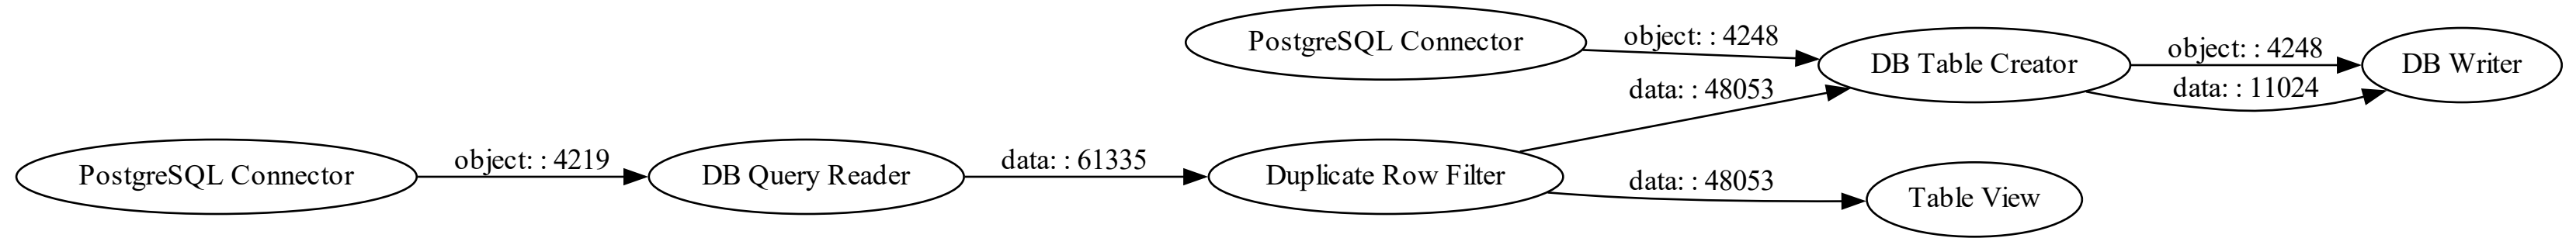 PostgreSQL Connector
object: : 4248
DB Table Creator
object: : 4248
DB Writer
data: : 11024
data: : 48053
PostgreSQL Connector
object: : 4219
DB Query Reader
data: : 61335
Duplicate Row Filter
data: : 48053
Table View